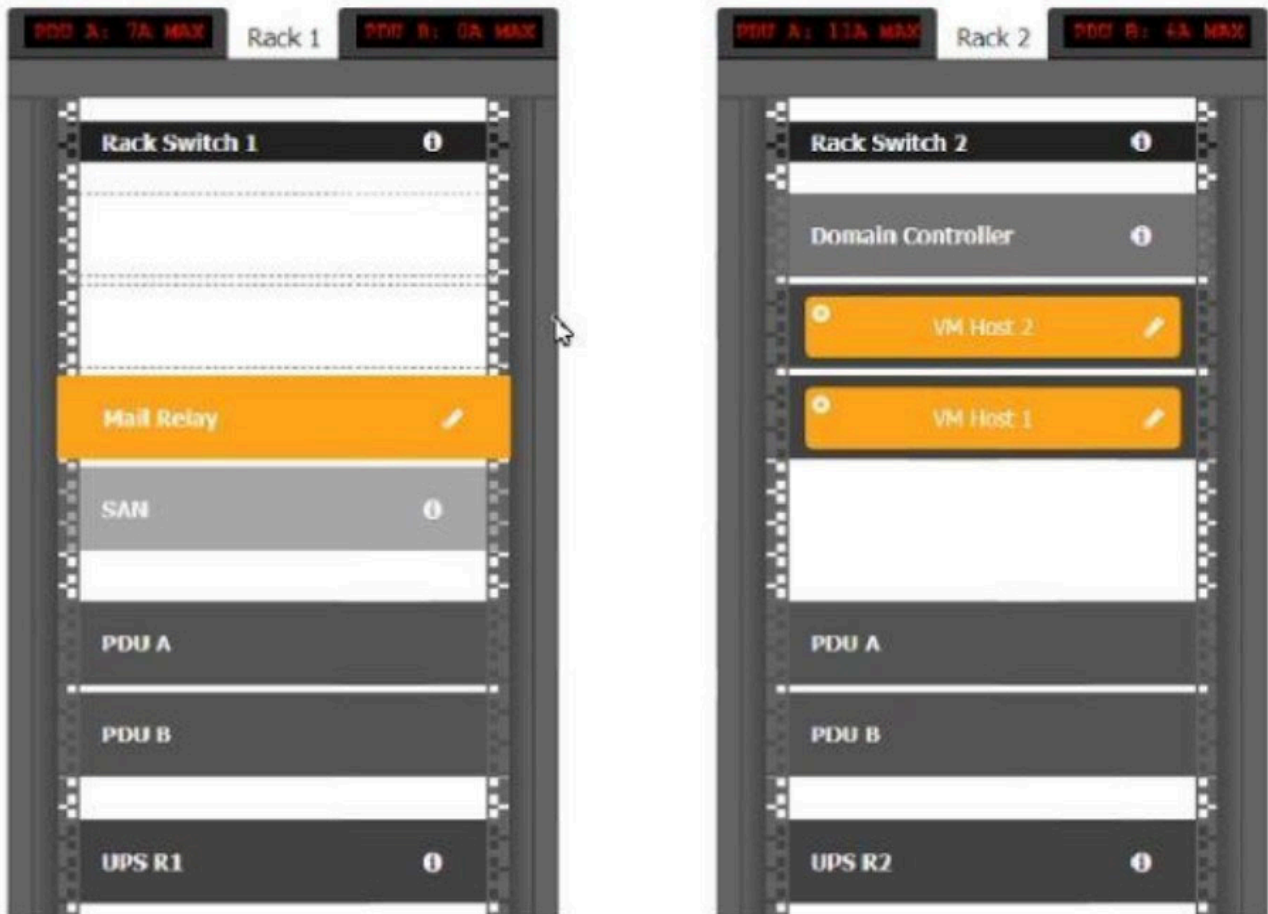 PDU A: 7A MAX
Rack 1
PDU B: 0A MAX
Rack Switch 1
Mail Relay
SAN
PDU A
PDU B
UPS R1
PDU A: 11A MAX
Rack 2
PDU B: 4A MAX
Rack Switch 2
Domain Controller
VM Host 2
VM Host 1
PDU A
PDU B
UPS R2